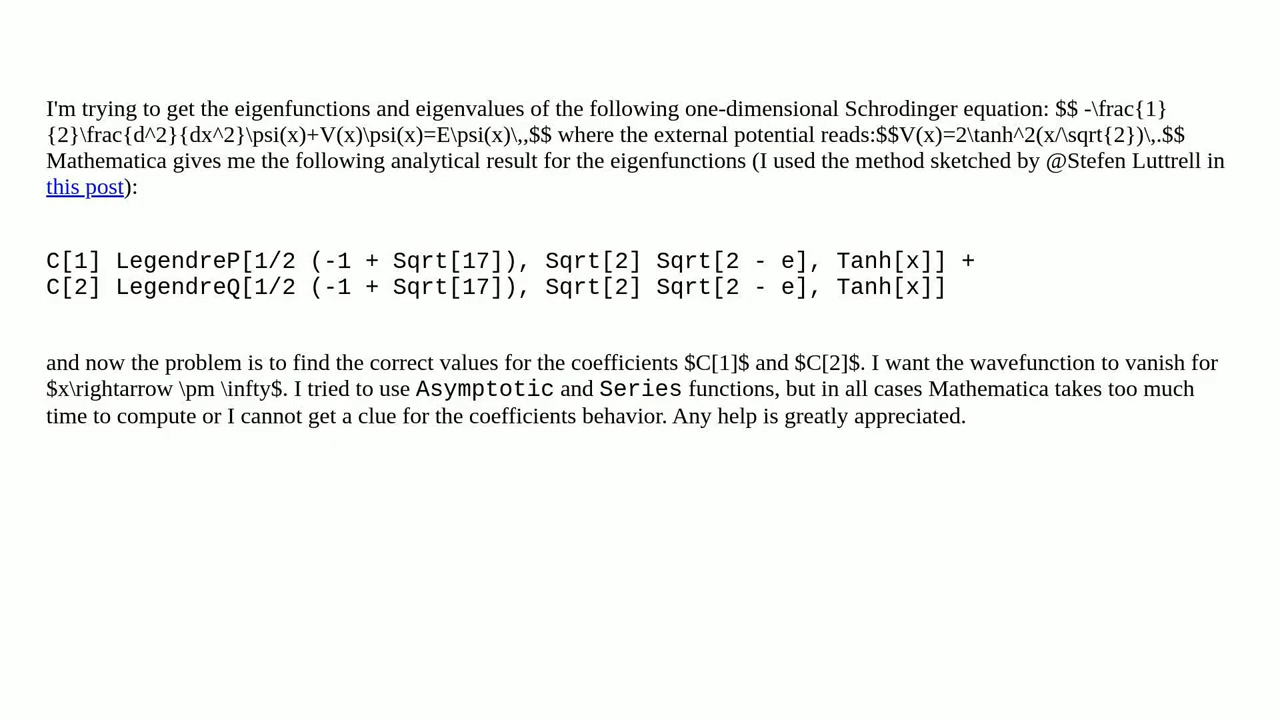 I'm trying to get the eigenfunctions and eigenvalues of the following one-dimensional Schrodinger equation: $$ -\frac{1}
{2}\frac{d^2}{dx^2}\psi(x)+V(x)\psi(x)=E\psi(x)\,,$$ where the external potential reads:$$V(x)=2\tanh^2(x/\sqrt{2})\,.$$
Mathematica gives me the following analytical result for the eigenfunctions (I used the method sketched by @Stefen Luttrell in
this post):
C[1] LegendreP[1/2 (-1 + Sqrt[17]), Sqrt[2] Sqrt[2 - e], Tanh[x]] +
C[2] LegendreQ[1/2 (-1 + Sqrt[17]), Sqrt[2] Sqrt[2 - e], Tanh[x]]
and now the problem is to find the correct values for the coefficients $C[1]$ and $C[2]$. I want the wavefunction to vanish for
$x\rightarrow \pm \infty$. I tried to use Asymptotic and Series functions, but in all cases Mathematica takes too much
time to compute or I cannot get a clue for the coefficients behavior. Any help is greatly appreciated.